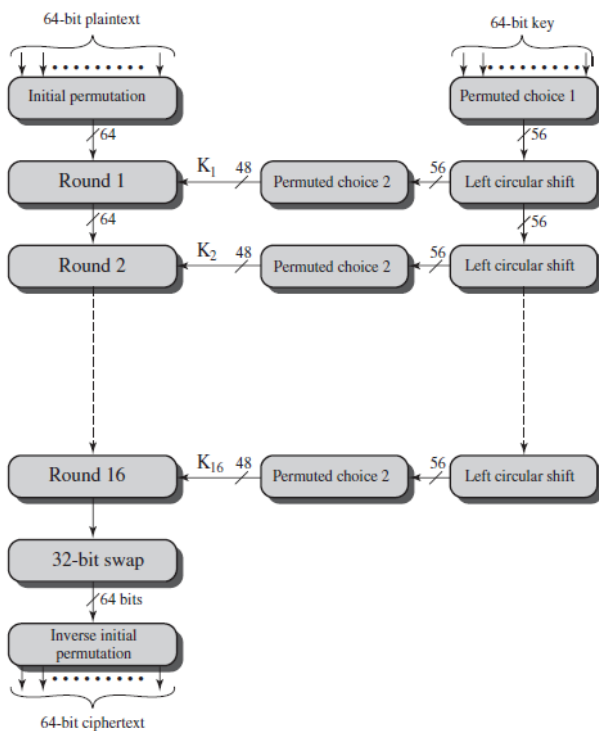 64-bit plaintext
64-bit key
Initial permutation
Permuted choice 1
64
56
Round 1
K1
48
Permuted choice 2
56
Left circular shift
64
56
Round 2
K2
48
Permuted choice 2
56
Left circular shift
Round 16
K16
48
Permuted choice 2
56
Left circular shift
32-bit swap
64 bits
Inverse initial
permutation
64-bit ciphertext